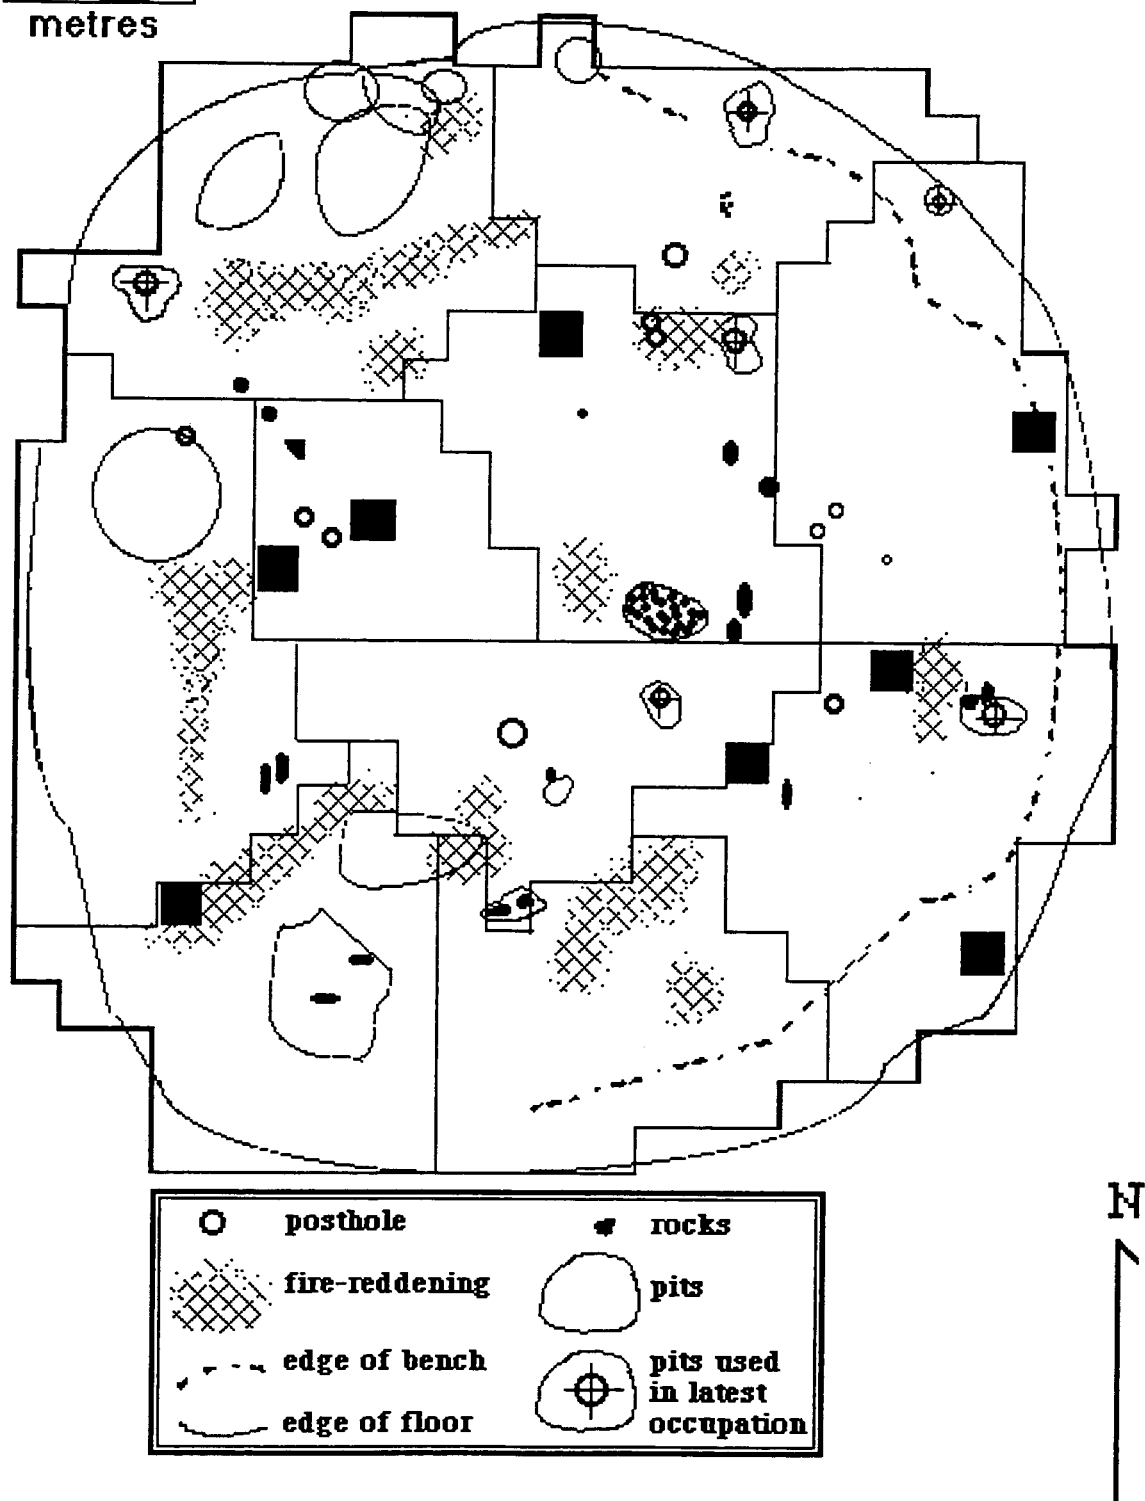 metres
posthole
rocks
fire-reddening
pits
edge of bench
edge of floor
pits used
in latest
occupation
N